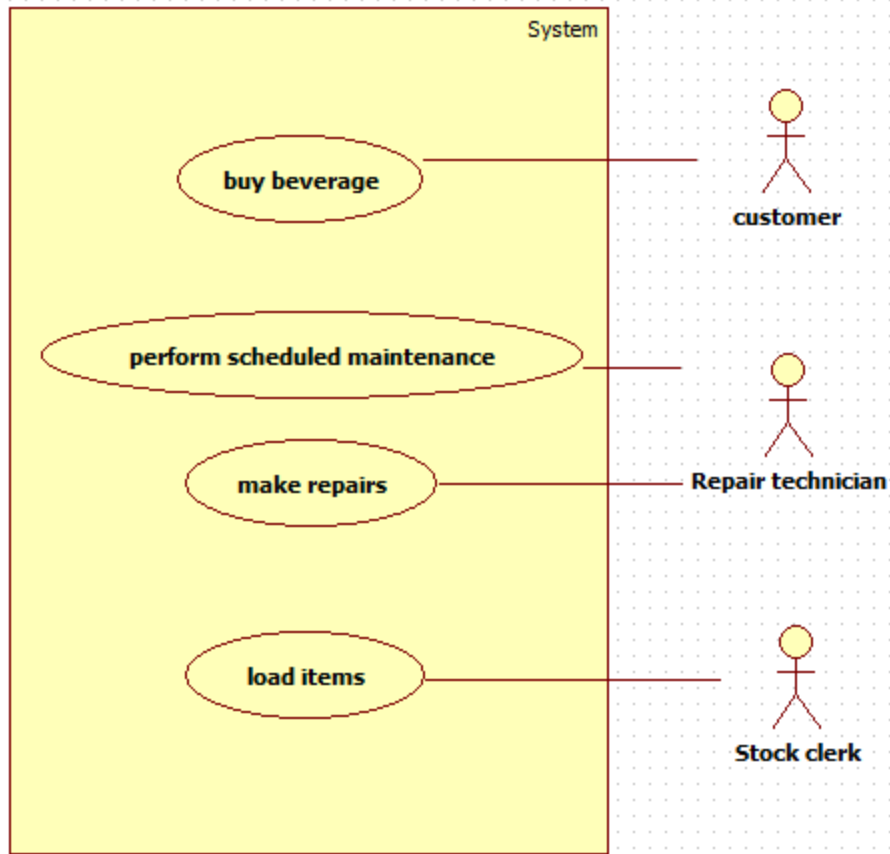 System
buy beverage
customer
perform scheduled maintenance
make repairs
Repair technician
load items
Stock clerk